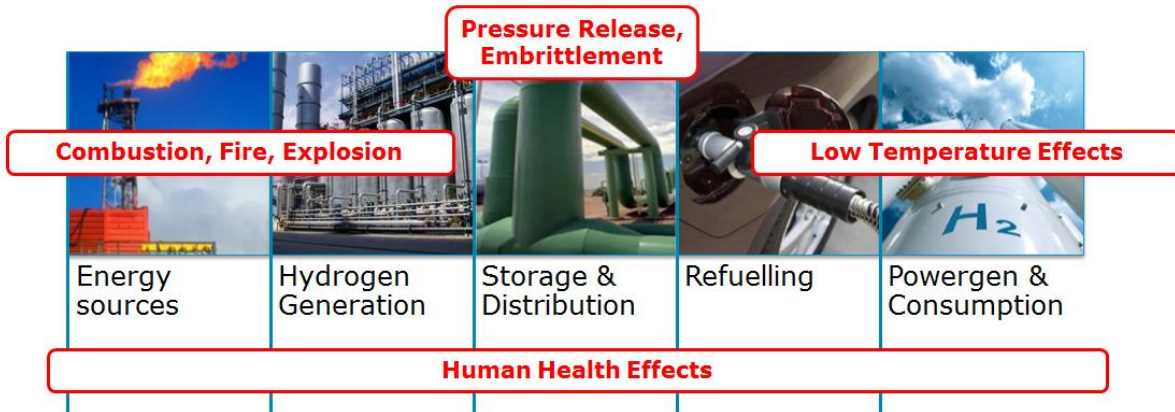 Pressure Release,
Embrittlement
Combustion, Fire, Explosion
Low Temperature Effects
H2
Energy
sources
Hydrogen
Generation
Storage &
Distribution
Refuelling
Powergen &
Consumption
Human Health Effects